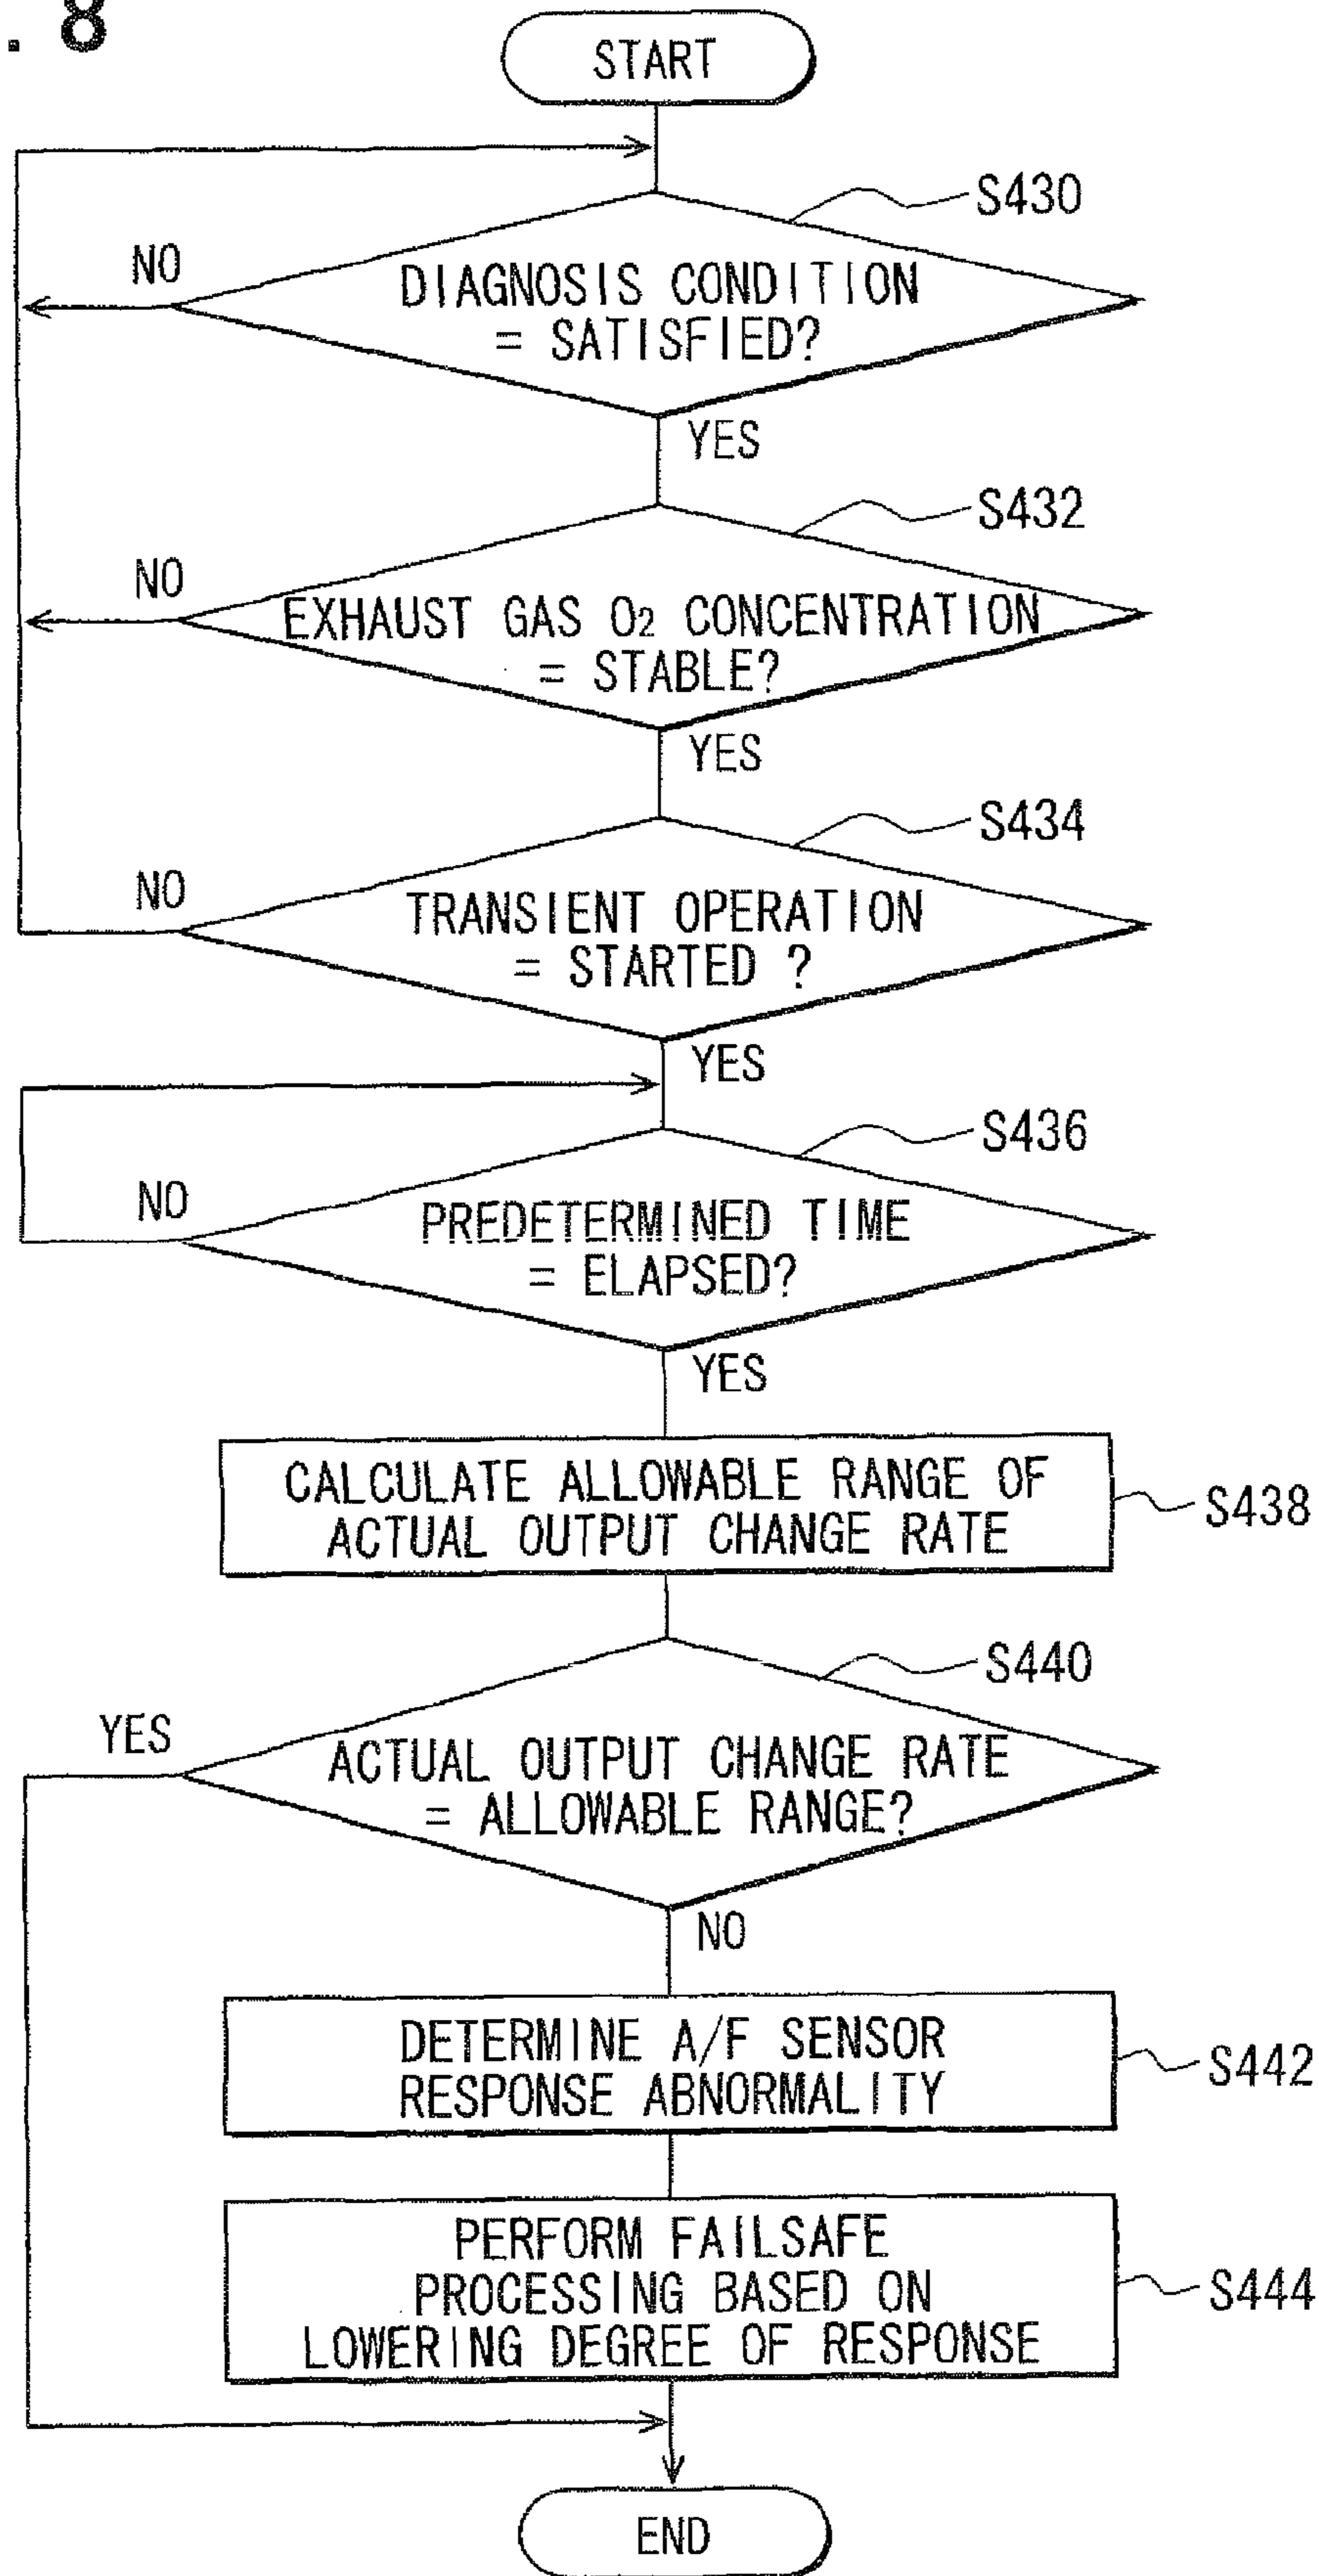 . 8
START
S430
NO
DIAGNOSIS CONDITION
= SATISFIED?
YES
S432
NO
EXHAUST GAS O2 CONCENTRATION
= STABLE?
YES
S434
NO
TRANSIENT OPERATION
= STARTED ?
YES
S436
NO
PREDETERMINED TIME
= ELAPSED?
YES
CALCULATE ALLOWABLE RANGE OF
ACTUAL OUTPUT CHANGE RATE
S438
S440
YES
ACTUAL OUTPUT CHANGE RATE
= ALLOWABLE RANGE?
NO
DETERMINE A/F SENSOR
RESPONSE ABNORMALITY
S442
PERFORM FAILSAFE
PROCESSING BASED ON
LOWERING DEGREE OF RESPONSE
S444
END